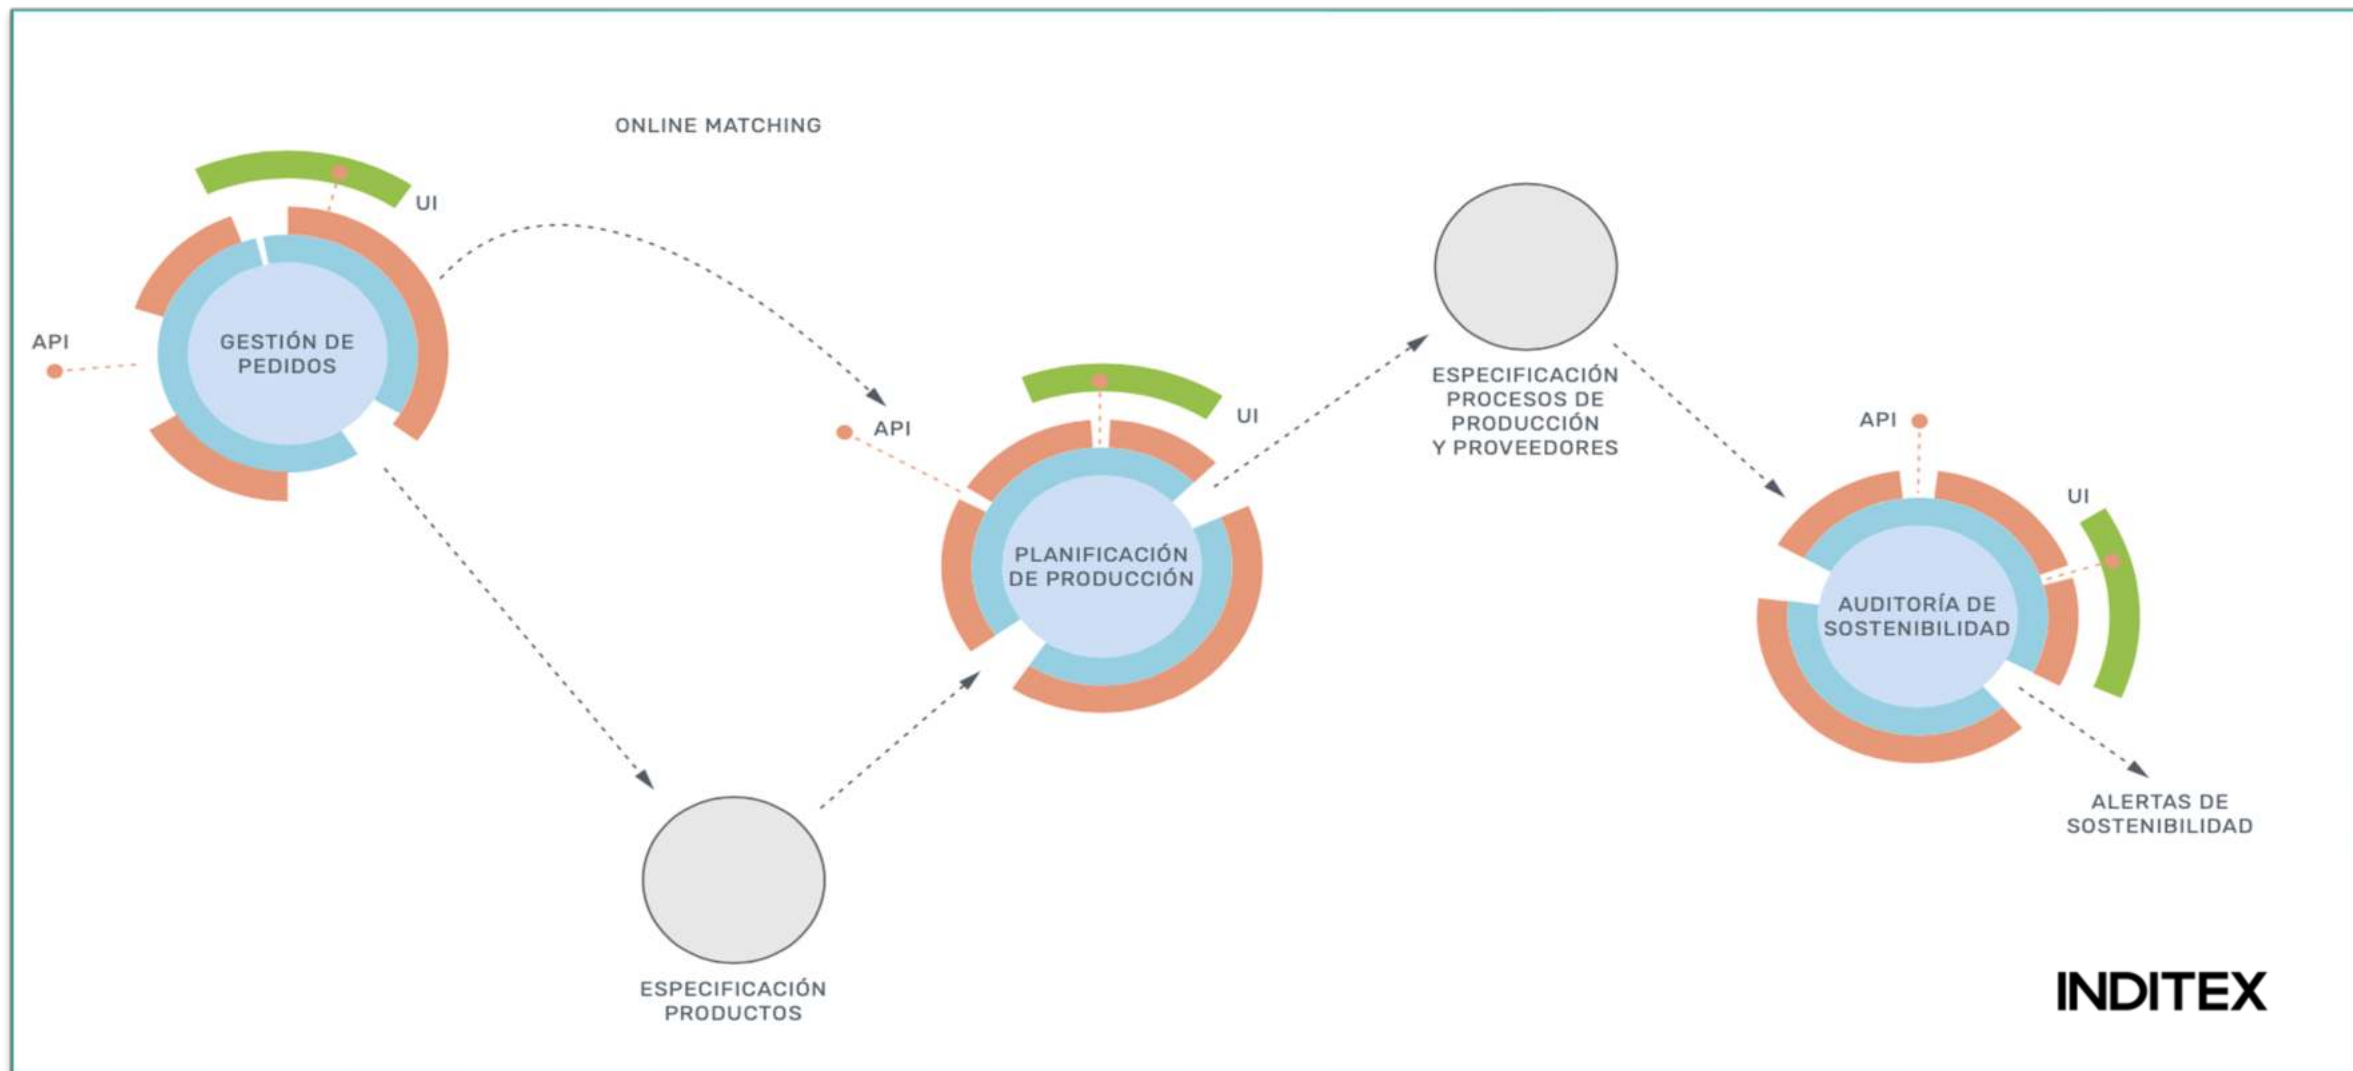 ONLINE MATCHING
UI
API
GESTIÓN DE
PEDIDOS
API
UI
PLANIFICACIÓN
DE PRODUCCIÓN
ESPECIFICACIÓN
PRODUCTOS
ESPECIFICACIÓN
PROCESOS DE
PRODUCCIÓN
Y PROVEEDORES
API
UI
AUDITORÍA DE
SOSTENIBILIDAD
ALERTAS DE
SOSTENIBILIDAD
INDITEX